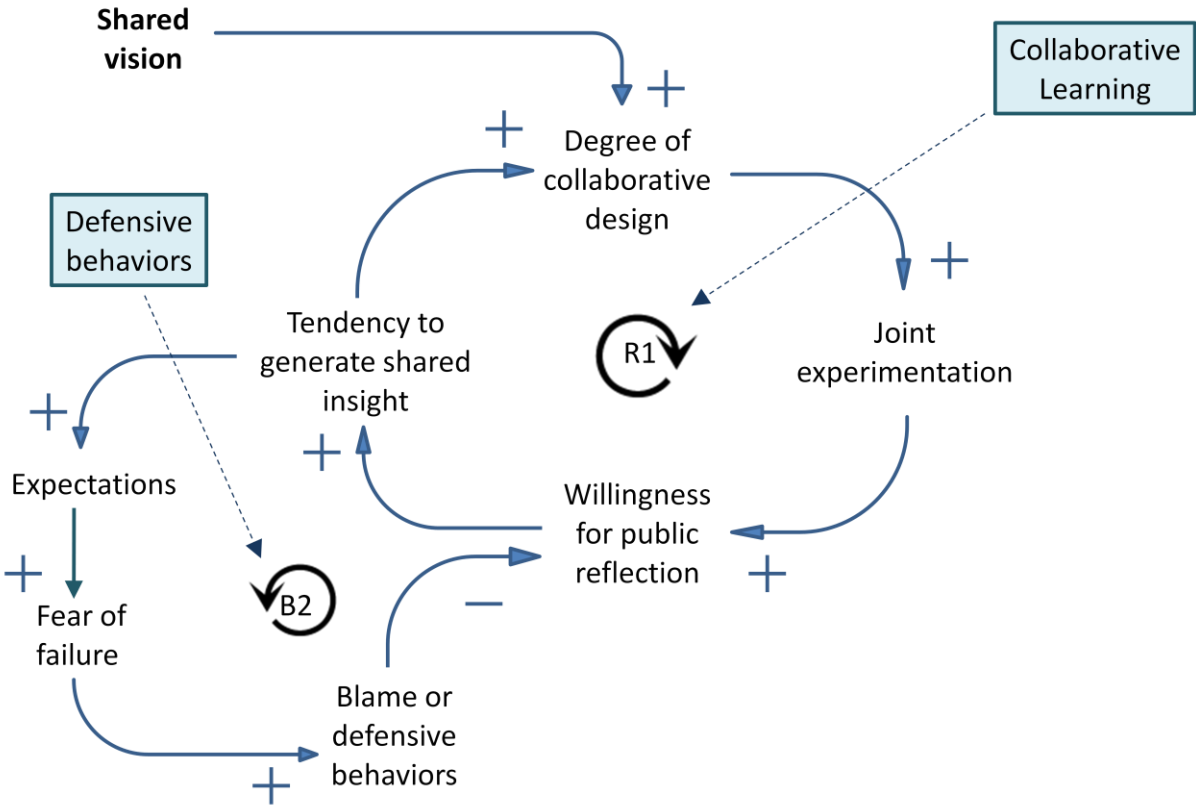 Shared
vision
Collaborative
Learning
+
+
Degree of
collaborative
design
Defensive
behaviors
+
Tendency to
generate shared
insight
R1
Joint
experimentation
+
+
Expectations
Willingness
for public
reflection
+
+
B2
−
Fear of
failure
Blame or
defensive
behaviors
+